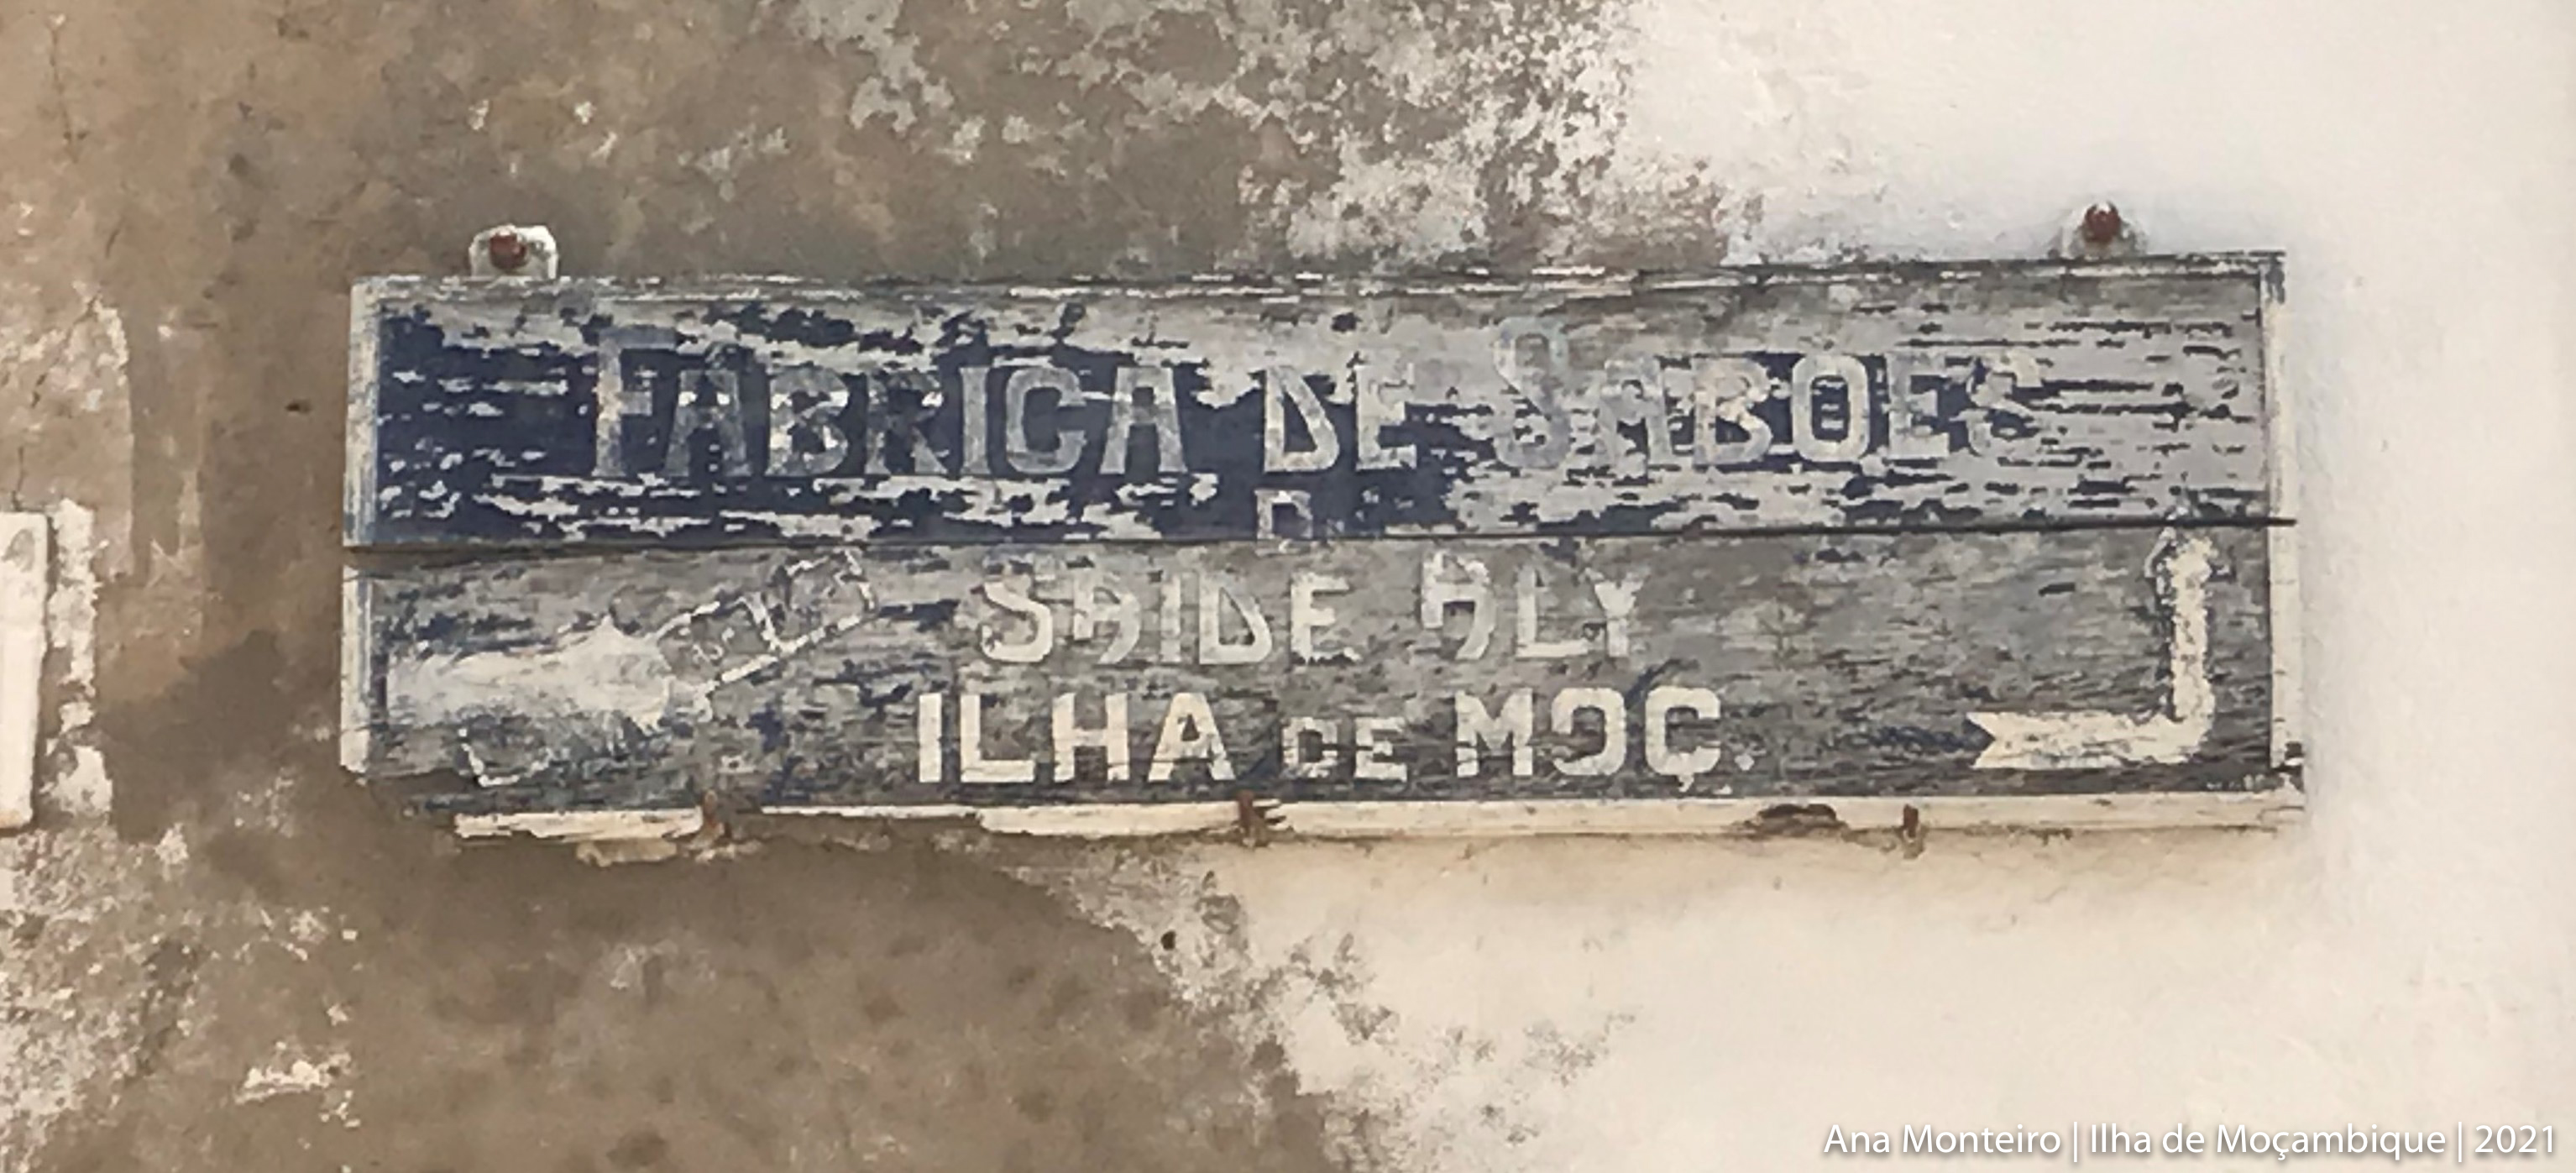 FABRICA DE SABOES
D
SAIDE ALY
ILHA DE MOÇ.
Ana Monteiro | Ilha de Moçambique | 2021